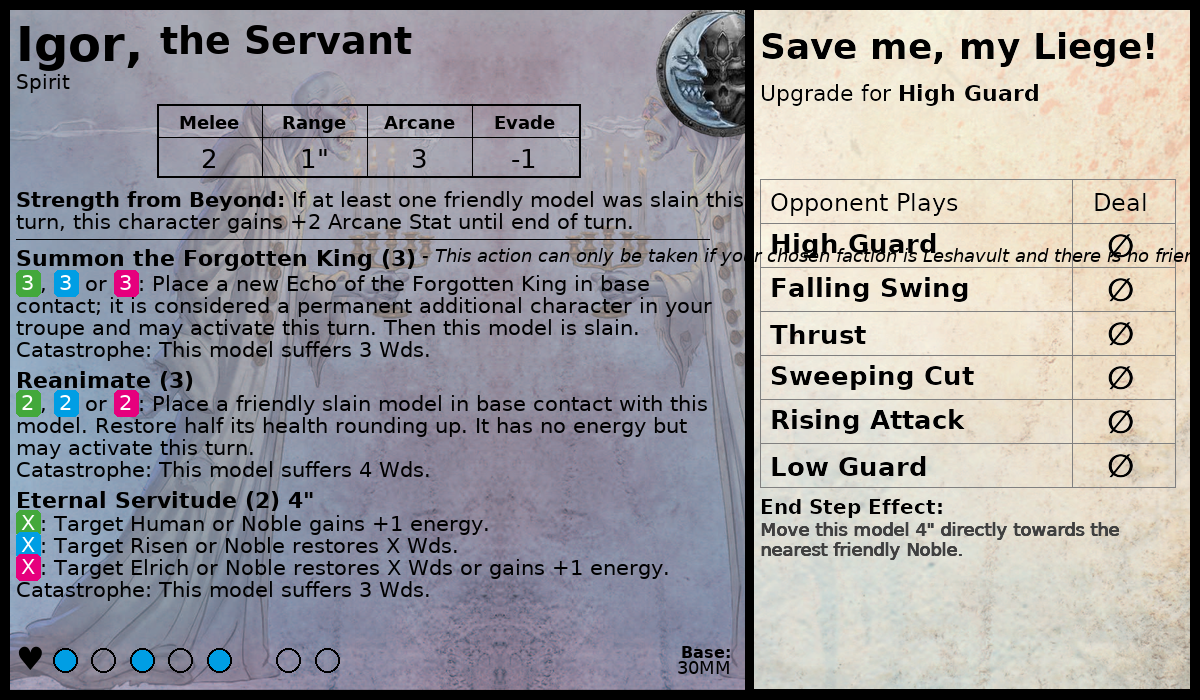 Igor, the Servant
Spirit
Melee Range Arcane Evade
2 1" 3 -1
Strength from Beyond: If at least one friendly model was slain this
turn, this character gains +2 Arcane Stat until end of turn.
Summon the Forgotten King (3) - This action can only be taken if your chosen faction is Leshavult and there is no frien
3, 3 or 3: Place a new Echo of the Forgotten King in base
contact; it is considered a permanent additional character in your
troupe and may activate this turn. Then this model is slain.
Catastrophe: This model suffers 3 Wds.
Reanimate (3)
2, 2 or 2: Place a friendly slain model in base contact with this
model. Restore half its health rounding up. It has no energy but
may activate this turn.
Catastrophe: This model suffers 4 Wds.
Eternal Servitude (2) 4"
X: Target Human or Noble gains +1 energy.
X: Target Risen or Noble restores X Wds.
X: Target Elrich or Noble restores X Wds or gains +1 energy.
Catastrophe: This model suffers 3 Wds.
Base:
30MM
Save me, my Liege!
Upgrade for High Guard
Opponent Plays Deal
High Guard ∅
Falling Swing ∅
Thrust ∅
Sweeping Cut ∅
Rising Attack ∅
Low Guard ∅
End Step Effect:
Move this model 4" directly towards the
nearest friendly Noble.